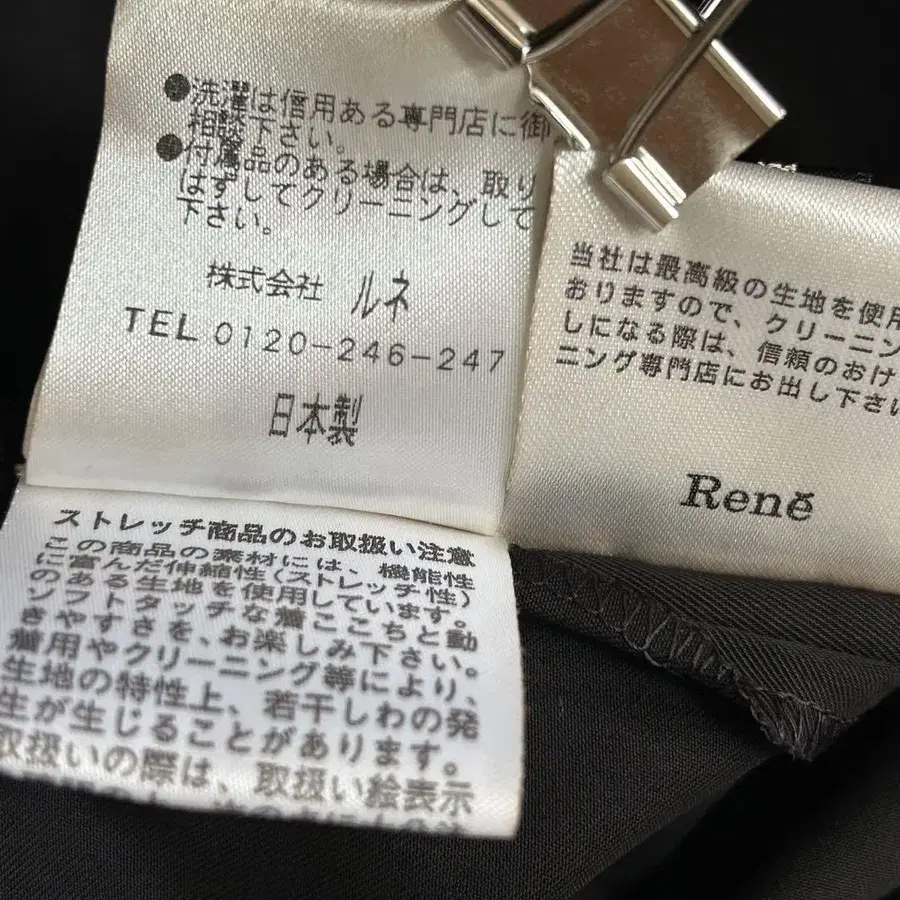 ●洗濯は信用ある専門店に御
相談下さい。
●付属品のある場合は、取り
はずしてクリーニングして
下さい。
株式会社 ルネ
TEL 0120-246-247
日本製
当社は最高級の生地を使用
おりますので、クリーニン
しになる際は、信頼のおけ
ニング専門店にお出し下さい
René
ストレッチ商品のお取扱い注意
この商品の素材には、機能性
に富んだ伸縮性(ストレッチ性)
のある生地を使用しています。
ソフトタッチな着ごこちと動
きやすさを、お楽しみ下さい。
着用やクリーニング等により、
生地の特性上、若干しわの発
生が生じることがあります。
取扱いの際は、取扱い絵表示